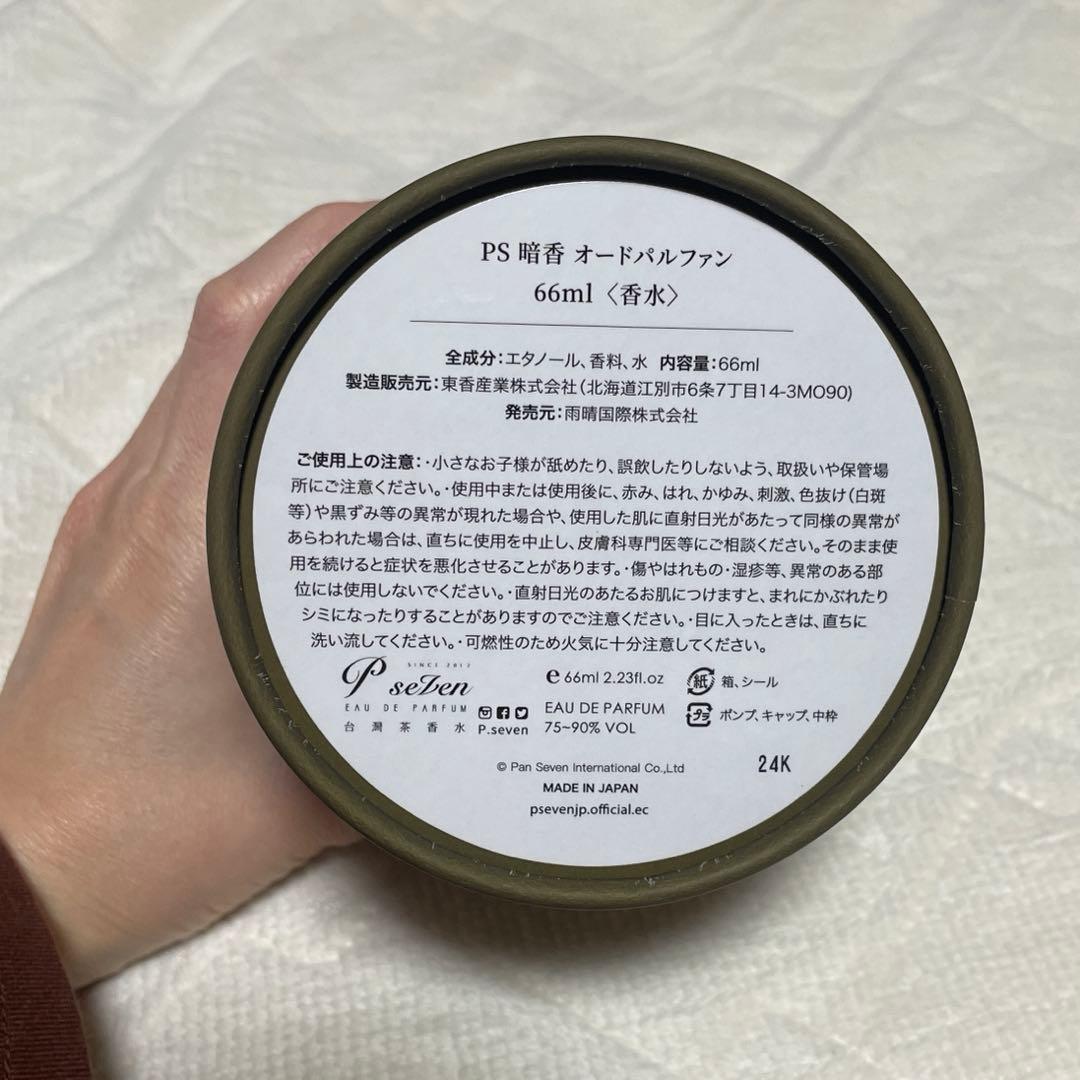 PS 暗香 オードパルファン
66ml〈香水〉
全成分：エタノール、香料、水 内容量：66ml
製造販売元：東香産業株式会社（北海道江別市6条7丁目14-3MO90）
発売元：雨晴国際株式会社
ご使用上の注意：・小さなお子様が舐めたり、誤飲したりしないよう、取扱いや保管場
所にご注意ください。・使用中または使用後に、赤み、はれ、かゆみ、刺激、色抜け（白斑
等）や黒ずみ等の異常が現れた場合や、使用した肌に直射日光があたって同様の異常が
あらわれた場合は、直ちに使用を中止し、皮膚科専門医等にご相談ください。そのまま使
用を続けると症状を悪化させることがあります。・傷やはれもの・湿疹等、異常のある部
位には使用しないでください。・直射日光のあたるお肌につけますと、まれにかぶれたり
シミになったりすることがありますのでご注意ください。・目に入ったときは、直ちに
洗い流してください。・可燃性のため火気に十分注意してください。
SINCE 2012
P seven
EAU DE PARFUM
台灣茶香水
P.seven
e 66ml 2.23fl.oz
EAU DE PARFUM
75~90% VOL
紙 箱、シール
プラ ポンプ、キャップ、中枠
© Pan Seven International Co.,Ltd
24K
MADE IN JAPAN
psevenjp.official.ec